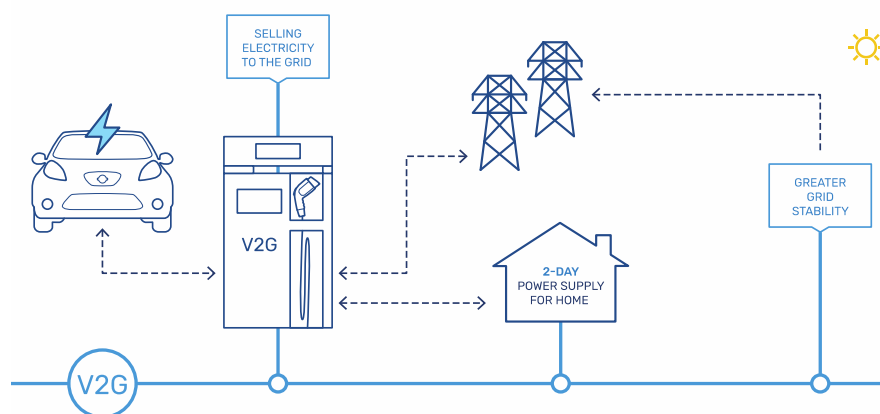 SELLING
ELECTRICITY
TO THE GRID
V2G
2-DAY
POWER SUPPLY
FOR HOME
GREATER
GRID
STABILITY
V2G